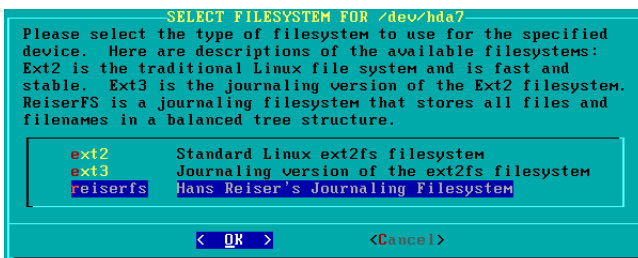 SELECT FILESYSTEM FOR /dev/hda7
Please select the type of filesystem to use for the specified
device.  Here are descriptions of the available filesystems:
Ext2 is the traditional Linux file system and is fast and
stable.  Ext3 is the journaling version of the Ext2 filesystem.
ReiserFS is a journaling filesystem that stores all files and
filenames in a balanced tree structure.
ext2 Standard Linux ext2fs filesystem
ext3 Journaling version of the ext2fs filesystem
reiserfs Hans Reiser's Journaling Filesystem
< OK > <Cancel>